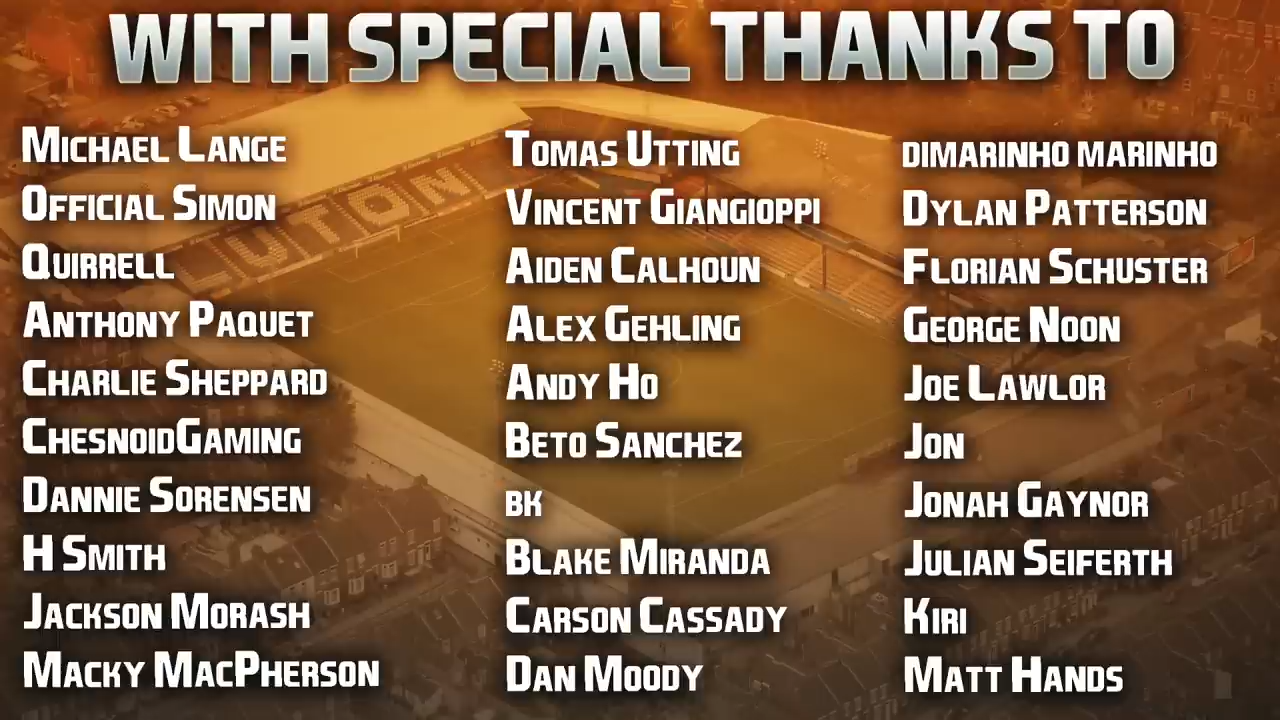 WITH SPECIAL THANKS TO
Michael Lange
Official Simon
Quirrell
Anthony Paquet
Charlie Sheppard
ChesnoidGaming
Dannie Sorensen
H Smith
Jackson Morash
Macky MacPherson
Tomas Utting
Vincent Giangioppi
Aiden Calhoun
Alex Gehling
Andy Ho
Beto Sanchez
bk
Blake Miranda
Carson Cassady
Dan Moody
dimarinho marinho
Dylan Patterson
Florian Schuster
George Noon
Joe Lawlor
Jon
Jonah Gaynor
Julian Seiferth
Kiri
Matt Hands
LUTON